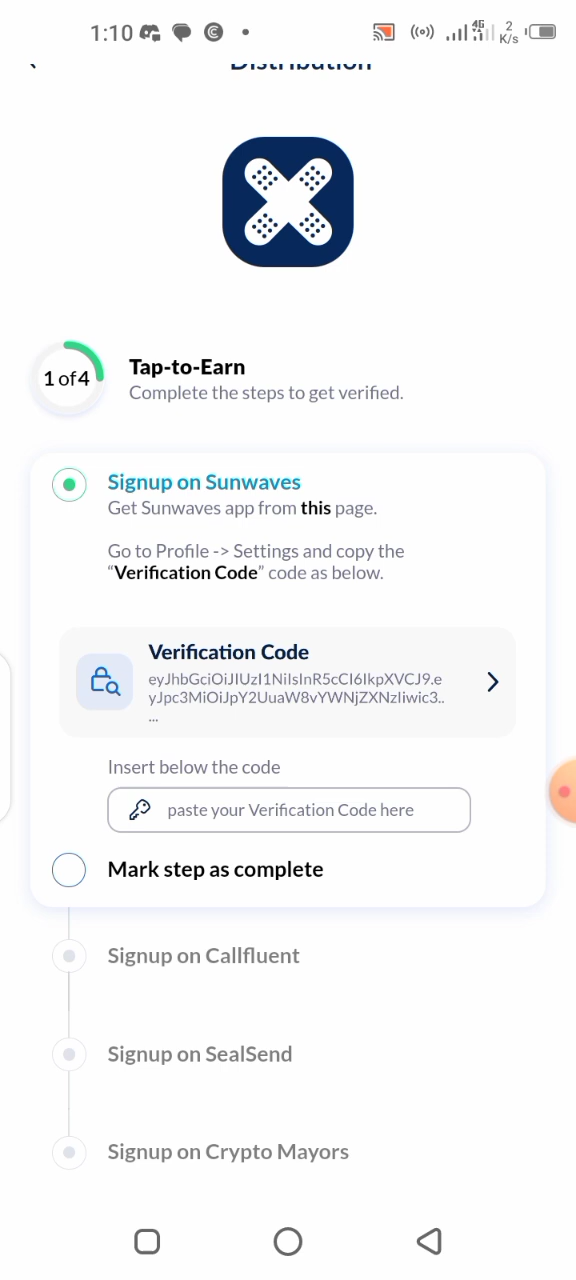 1:10
4G
2
K/s
Distribution
1 of 4
Tap-to-Earn
Complete the steps to get verified.
Signup on Sunwaves
Get Sunwaves app from this page.
Go to Profile -> Settings and copy the
“Verification Code” code as below.
Verification Code
eyJhbGciOiJIUzI1NiIsInR5cCI6IkpXVCJ9.e
yJpc3MiOiJpY2UuaW8vYWNjZXNzIiwic3..
...
Insert below the code
paste your Verification Code here
Mark step as complete
Signup on Callfluent
Signup on SealSend
Signup on Crypto Mayors